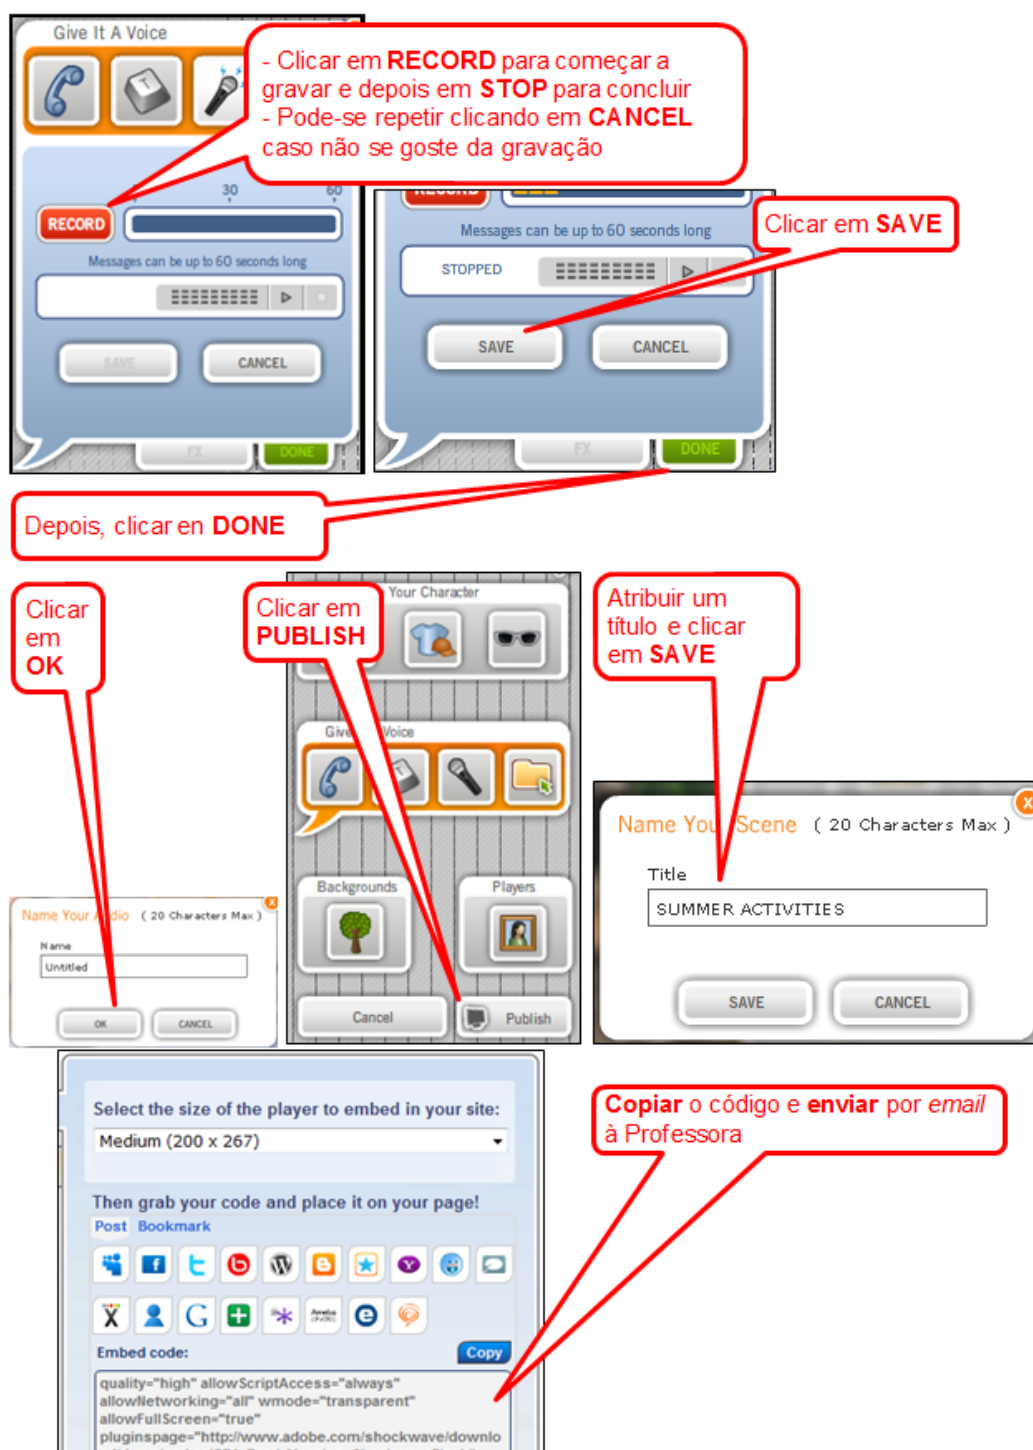 Give It A Voice
- Clicar em RECORD para começar a
gravar e depois em STOP para concluir
- Pode-se repetir clicando em CANCEL
caso não se goste da gravação
30
60
RECORD
Messages can be up to 60 seconds long
SAVE
CANCEL
FX
DONE
RECORD
Clicar em SAVE
Messages can be up to 60 seconds long
STOPPED
SAVE
CANCEL
FX
DONE
Depois, clicar en DONE
Clicar
em
OK
Clicar em
PUBLISH
Your Character
Atribuir um
título e clicar
em SAVE
Give
Voice
Backgrounds
Players
Cancel
Publish
Name Your Audio ( 20 Characters Max )
Name
Untitled
OK
CANCEL
X
Name Your Scene ( 20 Characters Max )
Title
SUMMER ACTIVITIES
SAVE
CANCEL
Copiar o código e enviar por email
à Professora
Select the size of the player to embed in your site:
Medium (200 x 267)
Then grab your code and place it on your page!
Post Bookmark
Embed code:
Copy
quality="high" allowScriptAccess="always"
allowNetworking="all" wmode="transparent"
allowFullScreen="true"
pluginspage="http://www.adobe.com/shockwave/downlo